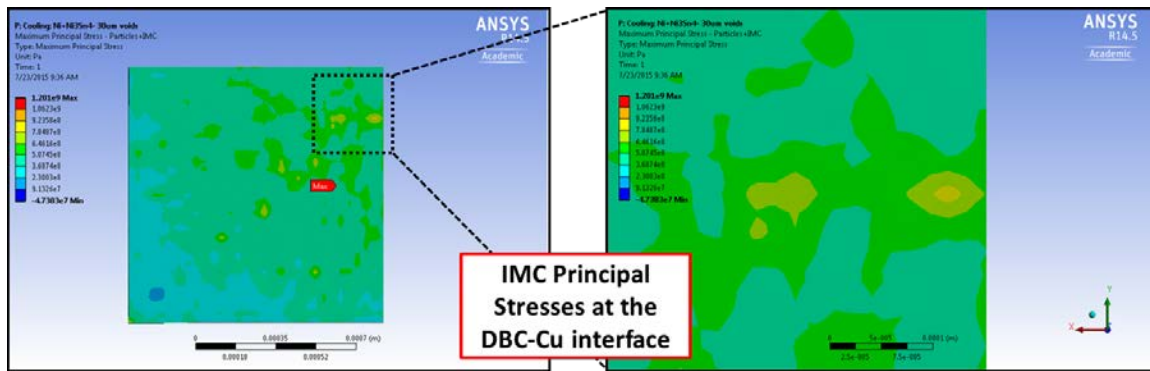 P: Cooling: Ni+Ni3Sn4- 30um voids
Maximum Principal Stress - Particles+IMC
Type: Maximum Principal Stress
Unit: Pa
Time: 1
7/23/2015 9:36 AM
1.201e9 Max
1.0623e9
9.2358e8
7.8487e8
6.4616e8
5.0745e8
3.6874e8
2.3003e8
9.1326e7
-4.7383e7 Min
ANSYS
R14.5
Academic
Max
0
0.00035
0.0007 (m)
0.00018
0.00052
P: Cooling: Ni+Ni3Sn4- 30um voids
Maximum Principal Stress - Particles+IMC
Type: Maximum Principal Stress
Unit: Pa
Time: 1
7/23/2015 9:36 AM
1.201e9 Max
1.0623e9
9.2358e8
7.8487e8
6.4616e8
5.0745e8
3.6874e8
2.3003e8
9.1326e7
-4.7383e7 Min
ANSYS
R14.5
Academic
0
5e-005
0.0001 (m)
2.5e-005
7.5e-005
Y
X
IMC Principal
Stresses at the
DBC-Cu interface